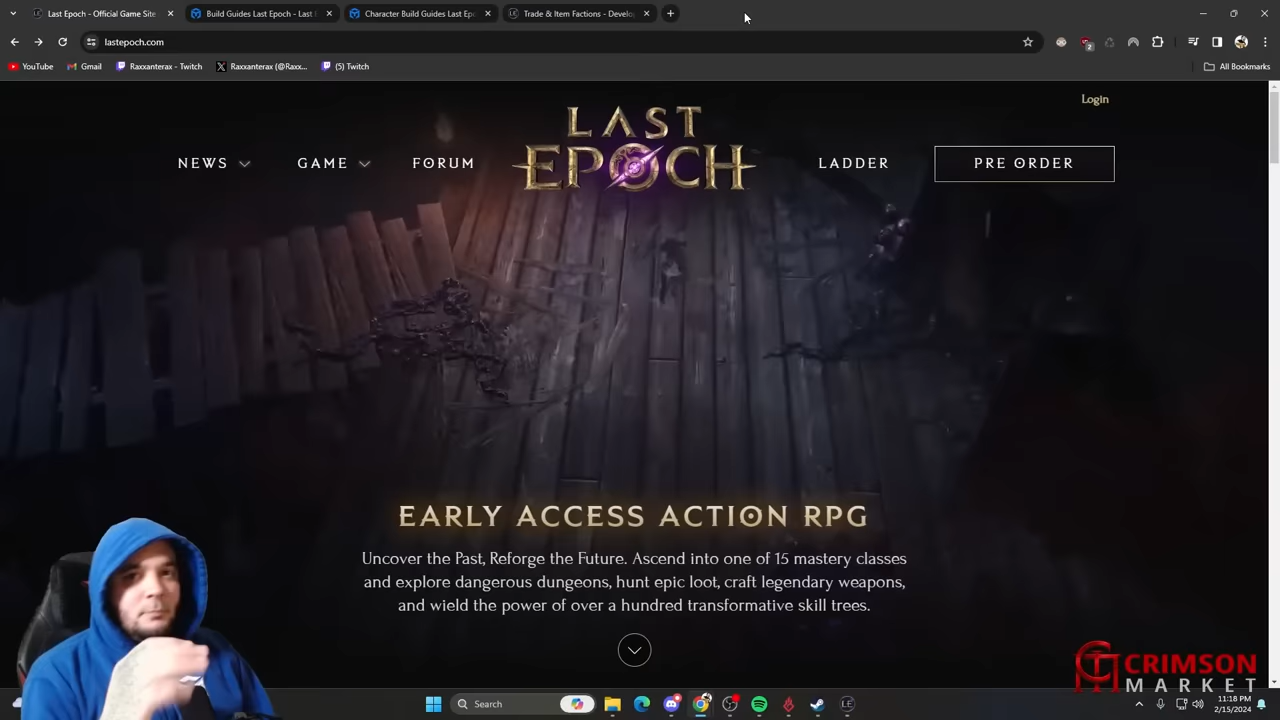 Last Epoch - Official Game Site
Build Guides Last Epoch - Last
Character Build Guides Last Ep
Trade & Item Factions - Develo
lastepoch.com
2
YouTube
Gmail
Raxxanterax - Twitch
Raxxanterax (@Raxx...
(5) Twitch
All Bookmarks
Login
NEWS
GAME
FORUM
LAST
EPOCH
LADDER
PRE ORDER
EARLY ACCESS ACTION RPG
Uncover the Past, Reforge the Future. Ascend into one of 15 mastery classes
and explore dangerous dungeons, hunt epic loot, craft legendary weapons,
and wield the power of over a hundred transformative skill trees.
CRIMSON
MARKET
Search
11:18 PM
2/15/2024